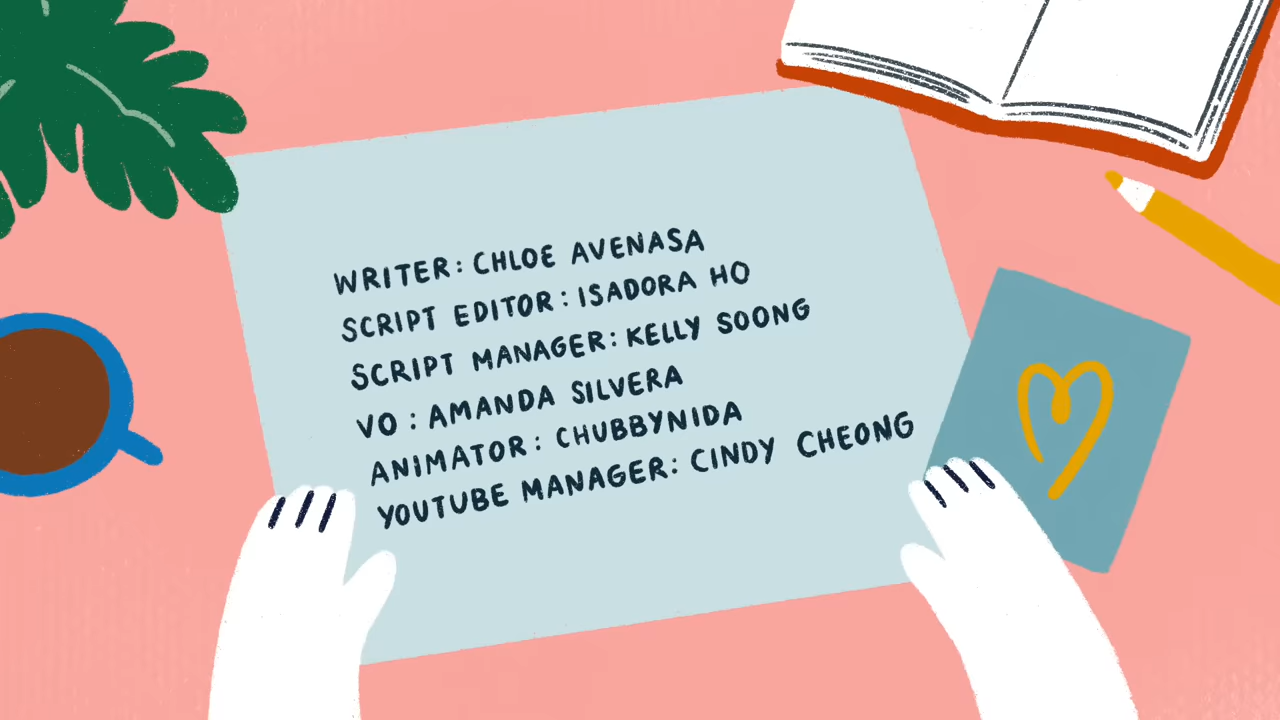 WRITER: CHLOE AVENASA
SCRIPT EDITOR: ISADORA HO
SCRIPT MANAGER: KELLY SOONG
VO : AMANDA SILVERA
ANIMATOR: CHUBBYNIDA
YOUTUBE MANAGER: CINDY CHEONG